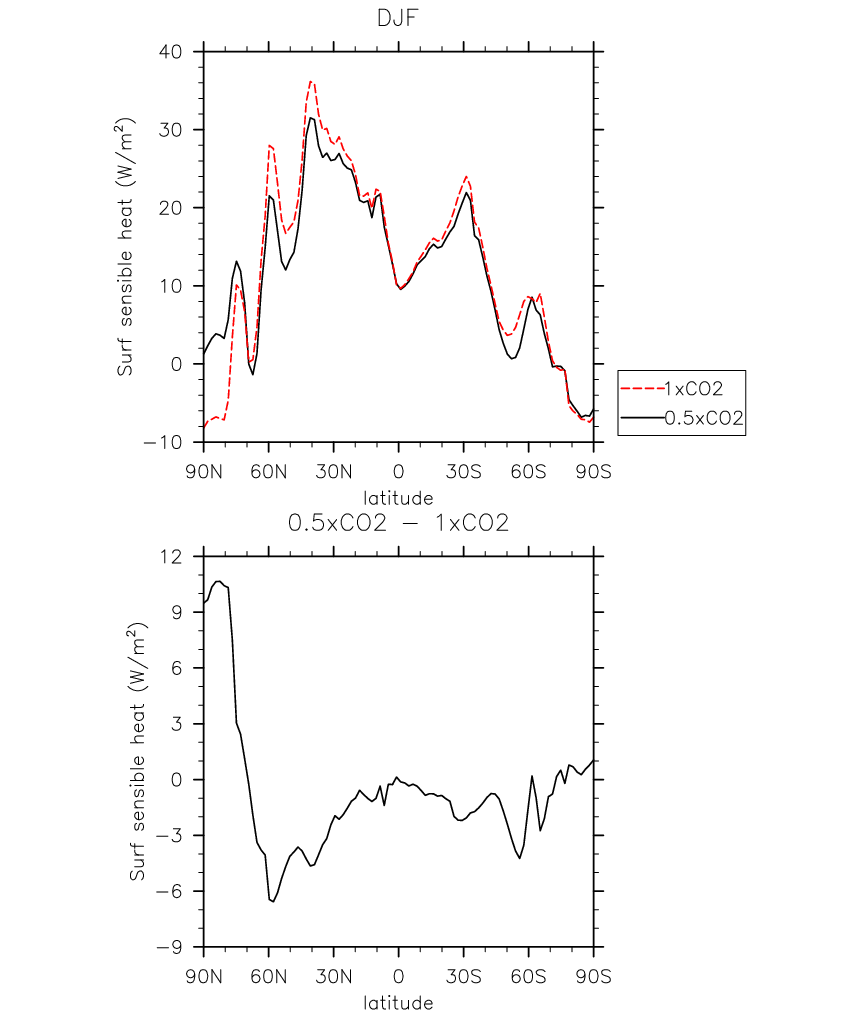 DJF
Surf sensible heat (W/m²)
40
30
20
10
0
−10
90N 60N 30N 0 30S 60S 90S
latitude
1xCO2
0.5xCO2
0.5xCO2 − 1xCO2
Surf sensible heat (W/m²)
12
9
6
3
0
−3
−6
−9
90N 60N 30N 0 30S 60S 90S
latitude